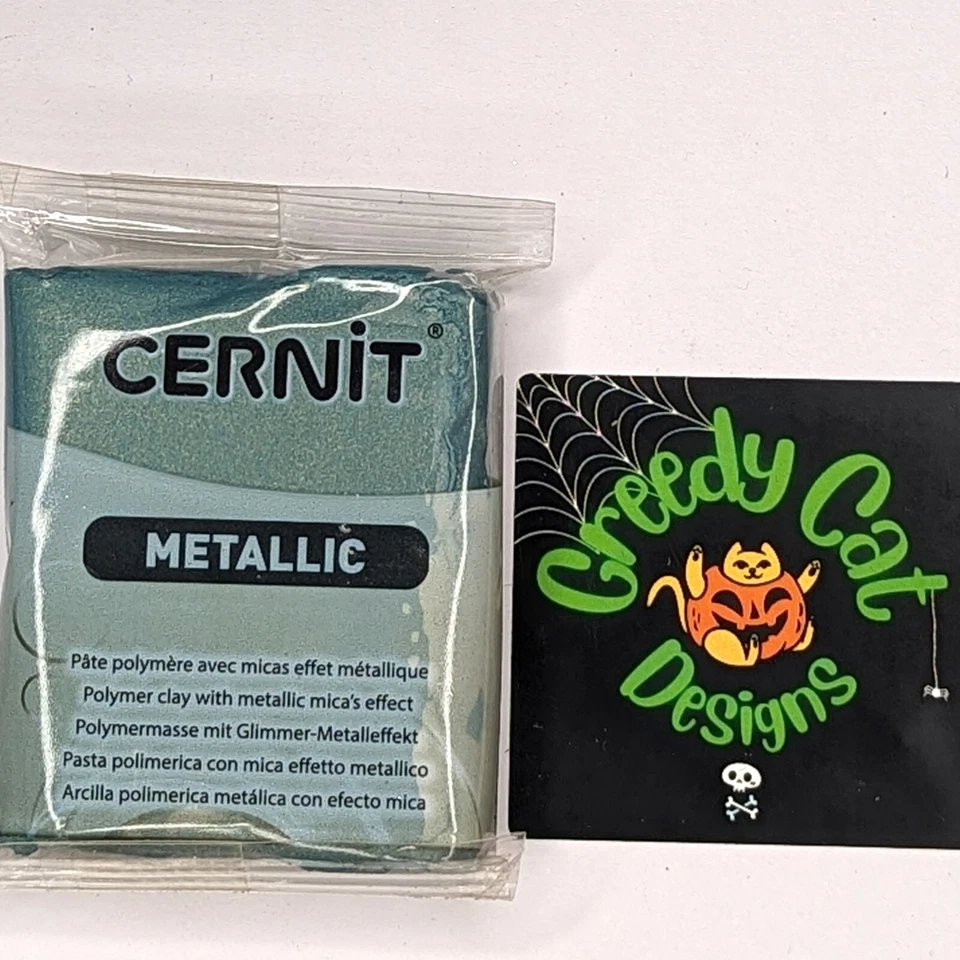 CERNiT®
METALLIC
Pâte polymère avec micas effet métallique
Polymer clay with metallic mica's effect
Polymermasse mit Glimmer-Metalleffekt
Pasta polimerica con mica effetto metallico
Arcilla polimerica metálica con efecto mica
Creedy Cat
Designs